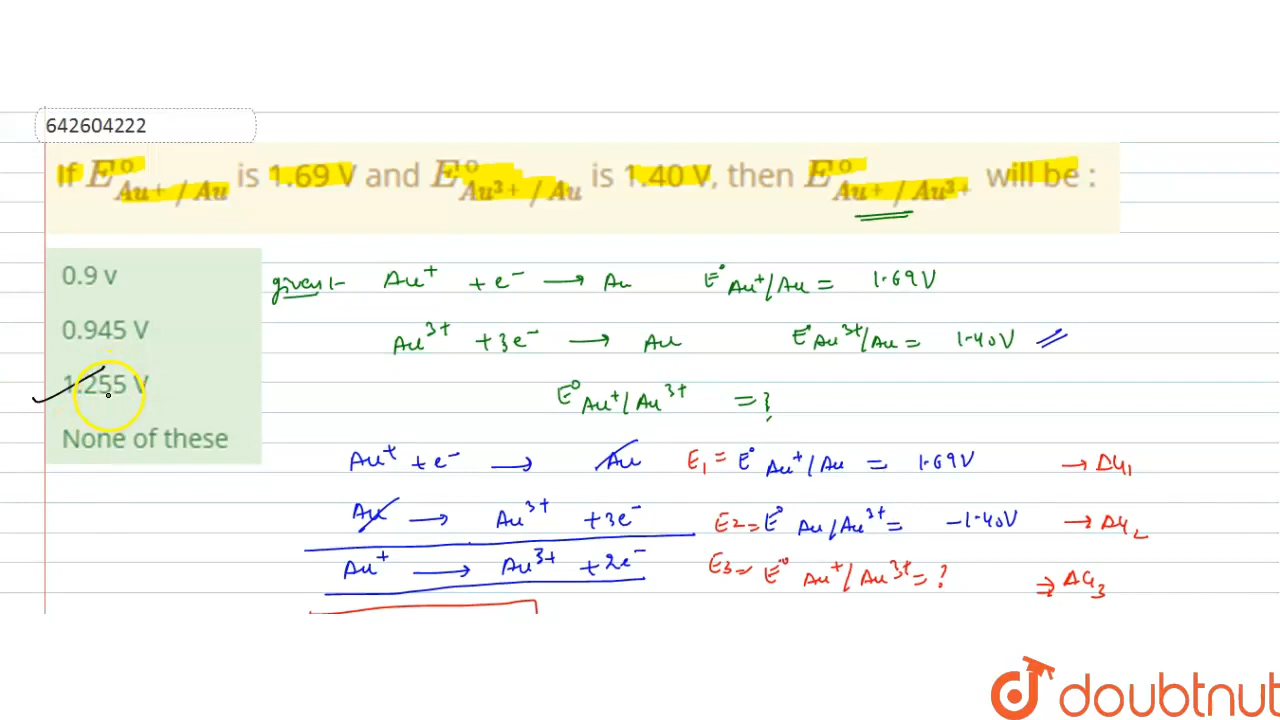 642604222
If E°Au+ / Au is 1.69 V and E°Au3+ / Au is 1.40 V, then E°Au+ / Au3+ will be :
0.9 v
0.945 V
1.255 V
None of these
given:- Au+ + e- → Au E°Au+/Au = 1.69V
Au3+ + 3e- → Au E°Au3+/Au = 1.40V
E°Au+/Au3+ = ?
Au+ + e- → Au E1 = E°Au+/Au = 1.69V → ΔG1
Au → Au3+ + 3e- E2 = E°Au/Au3+ = -1.40V → ΔG2
Au+ → Au3+ + 2e- E3 = E°Au+/Au3+ = ? ⇒ ΔG3
doubtnut